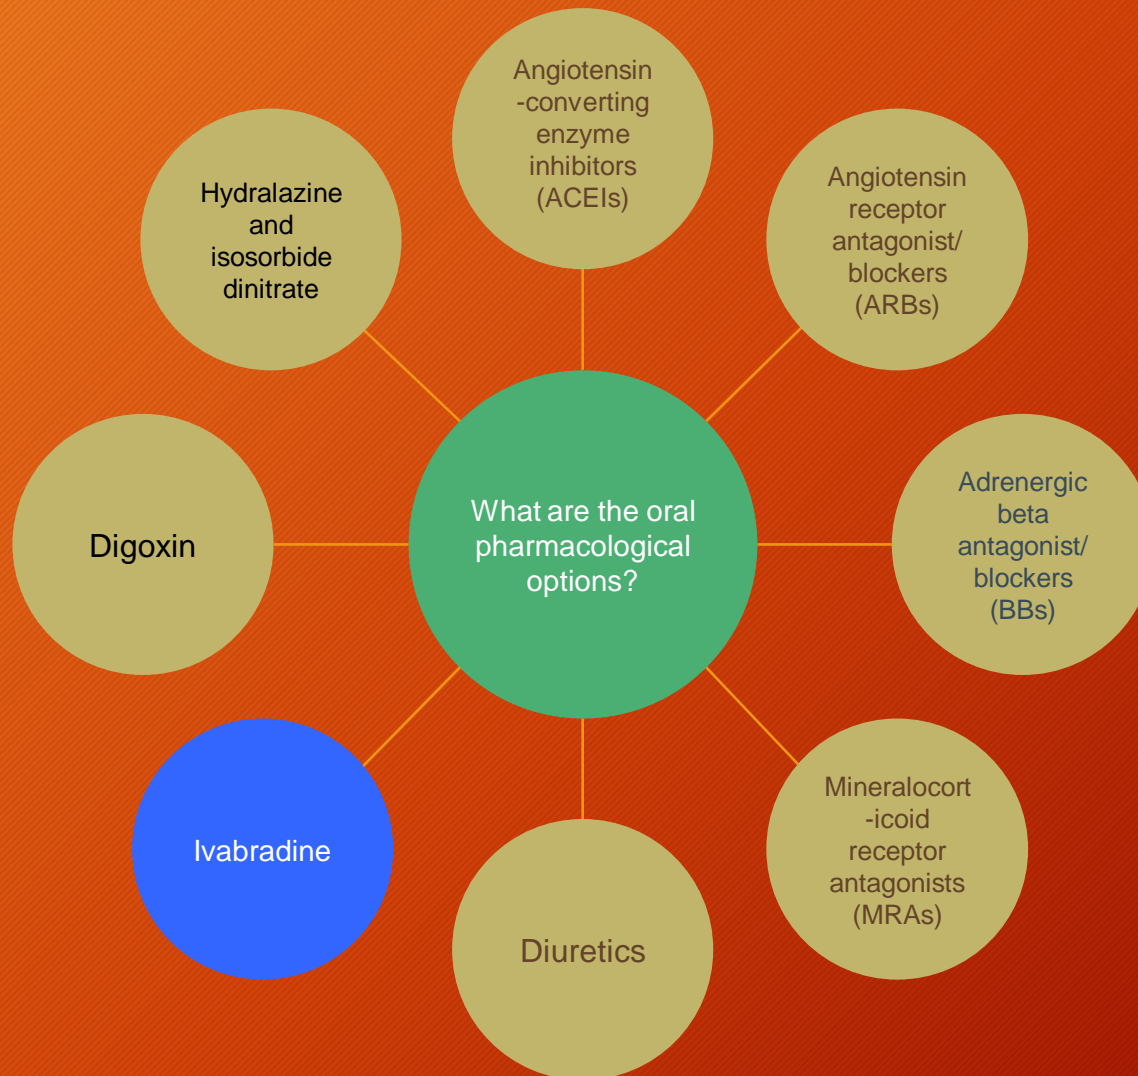 What are the oral
pharmacological
options?
Angiotensin
-converting
enzyme
inhibitors
(ACEIs)
Angiotensin
receptor
antagonist/
blockers
(ARBs)
Adrenergic
beta
antagonist/
blockers
(BBs)
Mineralocort
-icoid
receptor
antagonists
(MRAs)
Diuretics
Ivabradine
Digoxin
Hydralazine
and
isosorbide
dinitrate